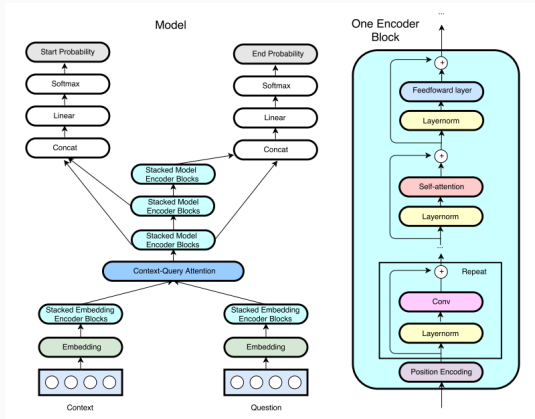 Model
Start Probability
Softmax
Linear
Concat
End Probability
Softmax
Linear
Concat
Stacked Model
Encoder Blocks
Stacked Model
Encoder Blocks
Stacked Model
Encoder Blocks
Context-Query Attention
Stacked Embedding
Encoder Blocks
Stacked Embedding
Encoder Blocks
Embedding
Embedding
Context
Question
One Encoder
Block
...
+
Feedfoward layer
Layernorm
+
Self-attention
Layernorm
...
+
Repeat
Conv
Layernorm
Position Encoding